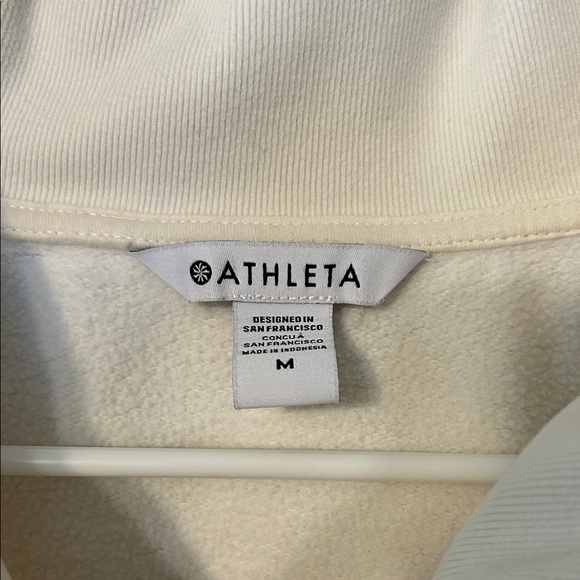 ATHLETA
DESIGNED IN
SAN FRANCISCO
CONÇU À
SAN FRANCISCO
MADE IN INDONESIA
M